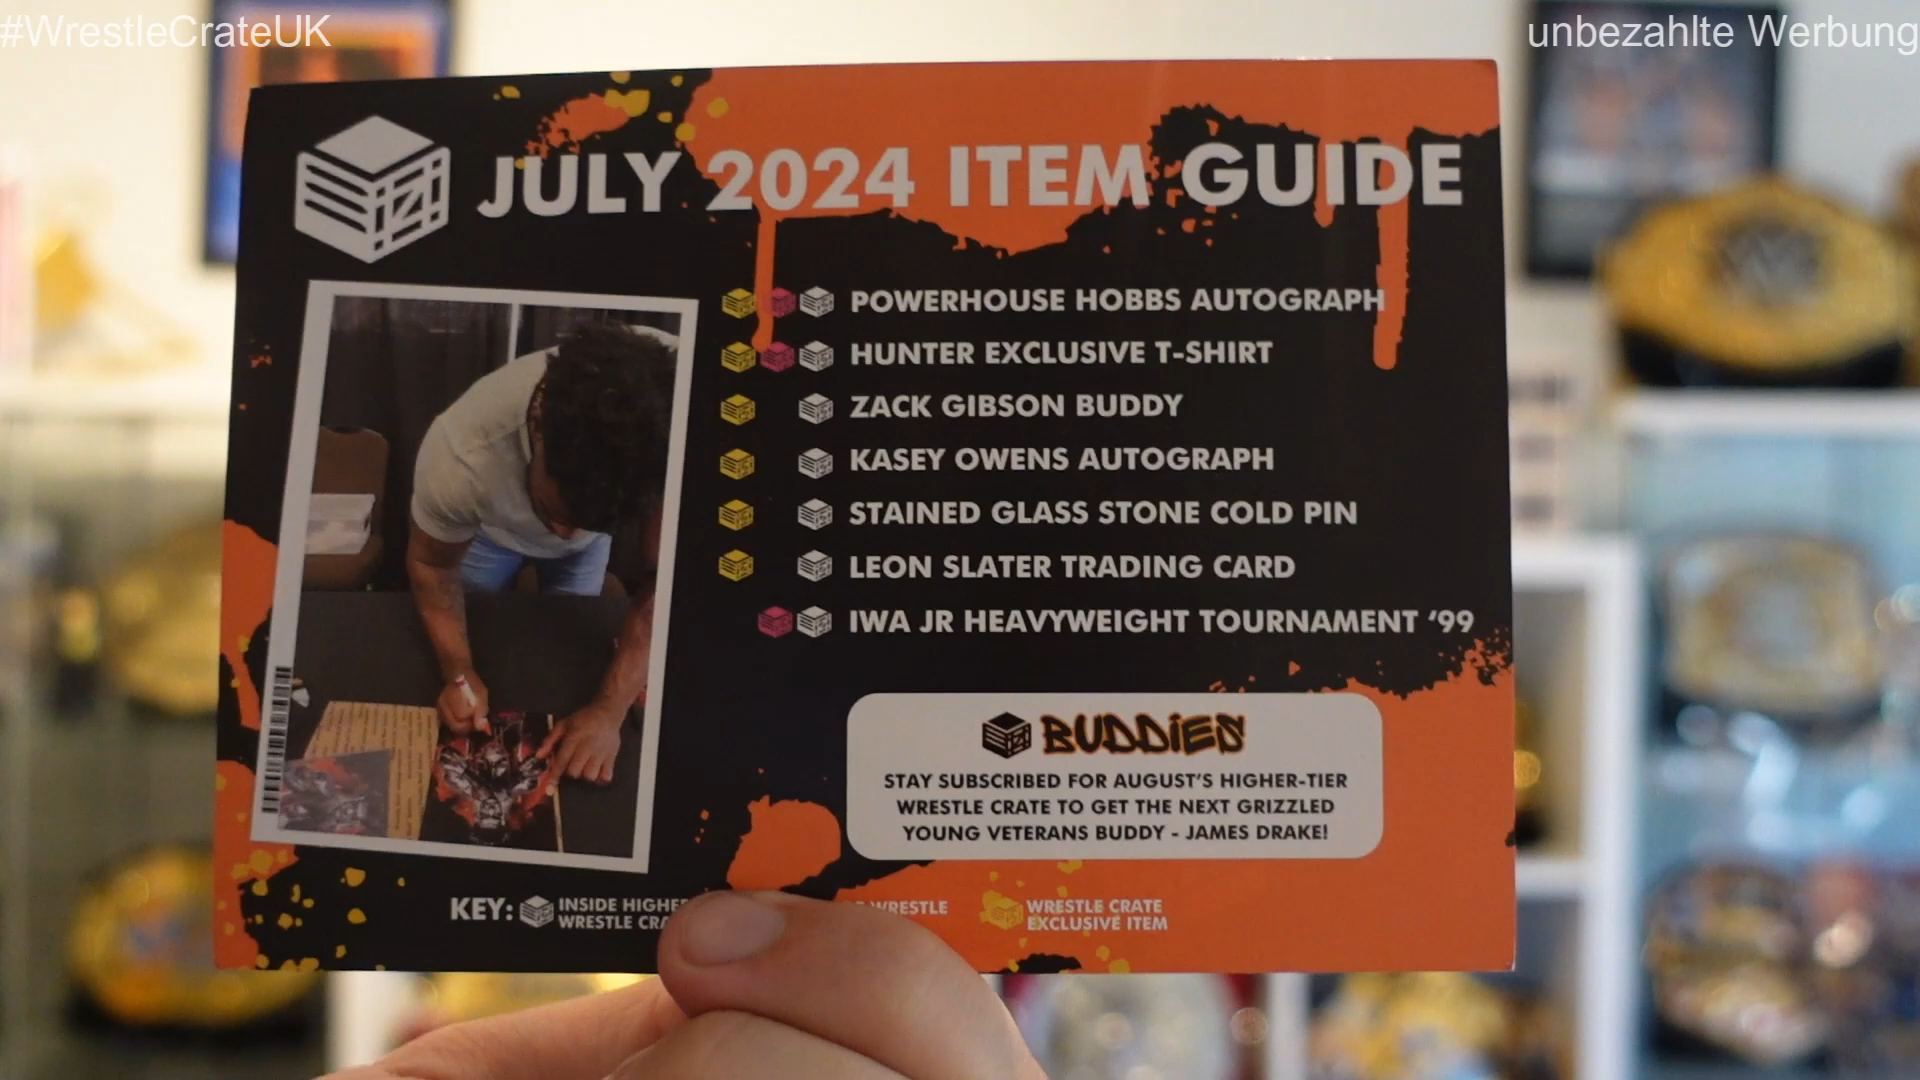 #WrestleCrateUK
unbezahlte Werbung
JULY 2024 ITEM GUIDE
POWERHOUSE HOBBS AUTOGRAPH
HUNTER EXCLUSIVE T-SHIRT
ZACK GIBSON BUDDY
KASEY OWENS AUTOGRAPH
STAINED GLASS STONE COLD PIN
LEON SLATER TRADING CARD
IWA JR HEAVYWEIGHT TOURNAMENT ‘99
BUDDIES
STAY SUBSCRIBED FOR AUGUST'S HIGHER-TIER
WRESTLE CRATE TO GET THE NEXT GRIZZLED
YOUNG VETERANS BUDDY - JAMES DRAKE!
KEY:
INSIDE
WRESTLE
WRESTLE
WRESTLE CRATE
EXCLUSIVE ITEM